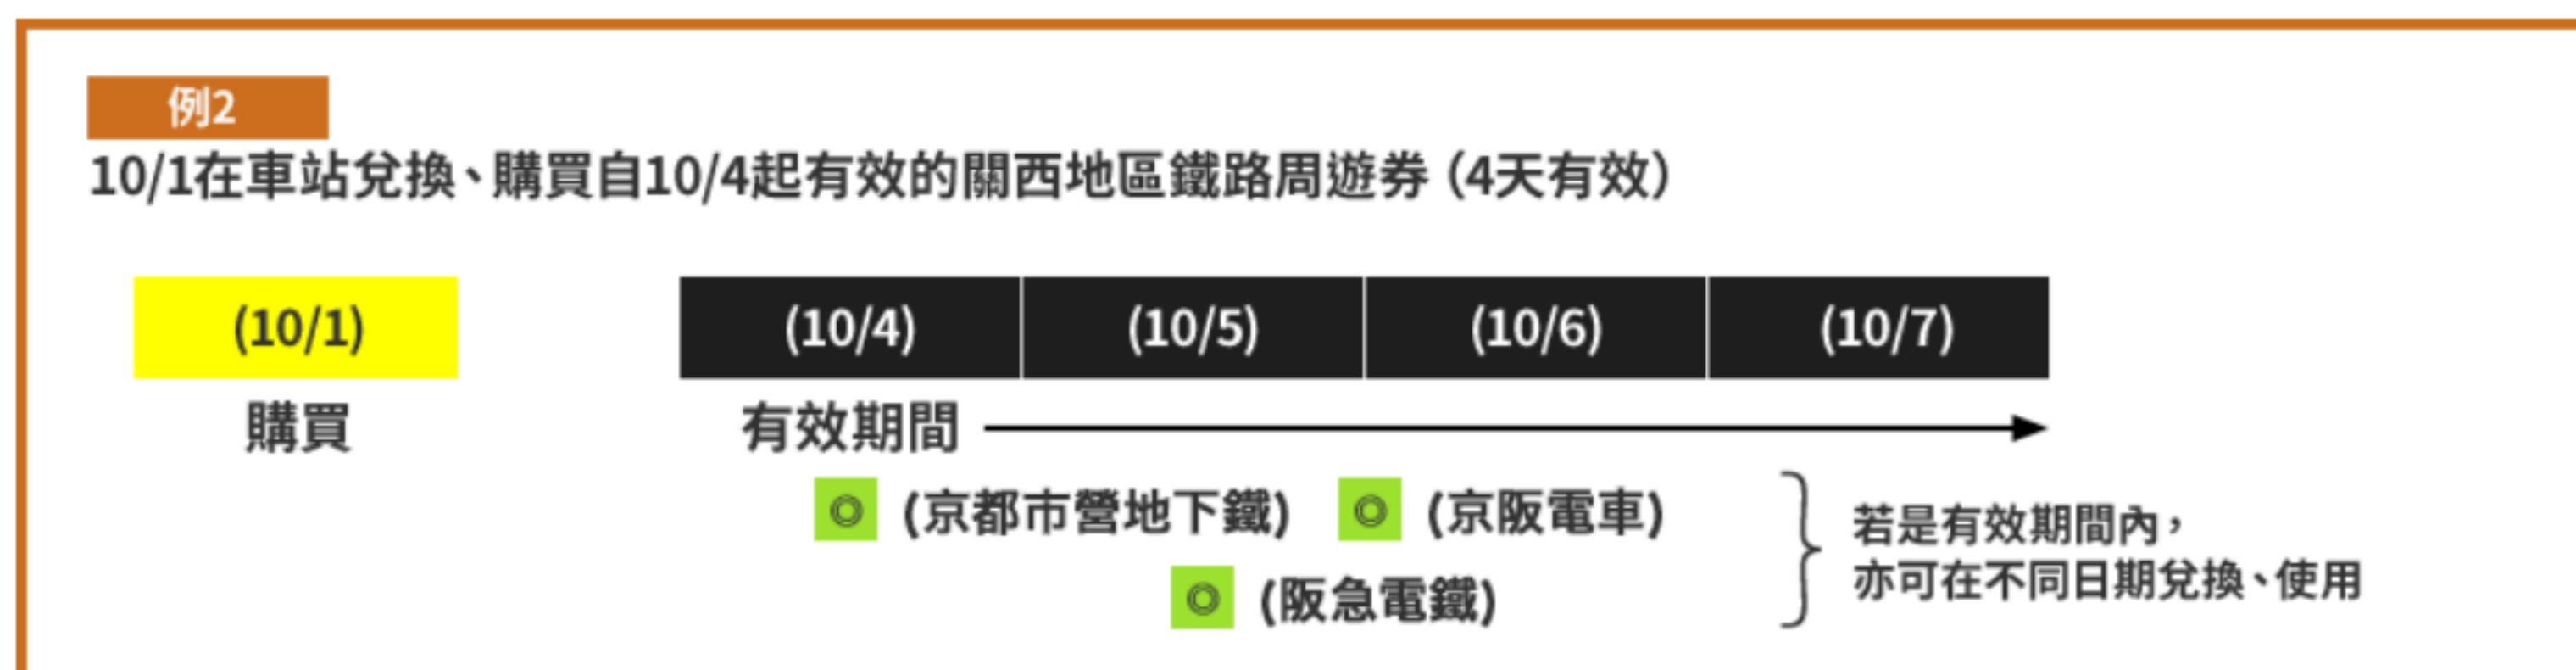 例2
10/1在車站兌換、購買自10/4起有效的關西地區鐵路周遊券（4天有效）
(10/1) (10/4) (10/5) (10/6) (10/7)
購買 有效期間
◎ (京都市營地下鐵) ◎ (京阪電車)
◎ (阪急電鐵)
若是有效期間內，
亦可在不同日期兌換、使用